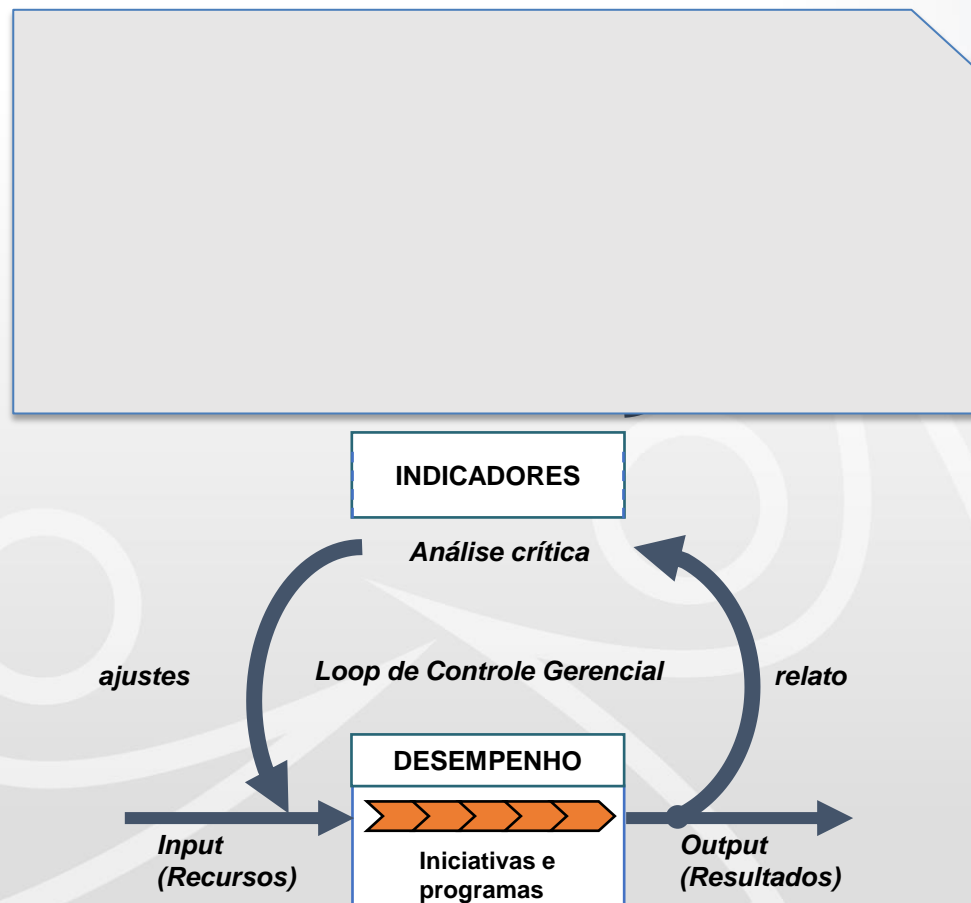 INDICADORES
Análise crítica
ajustes
Loop de Controle Gerencial
relato
DESEMPENHO
Input
(Recursos)
Iniciativas e
programas
Output
(Resultados)